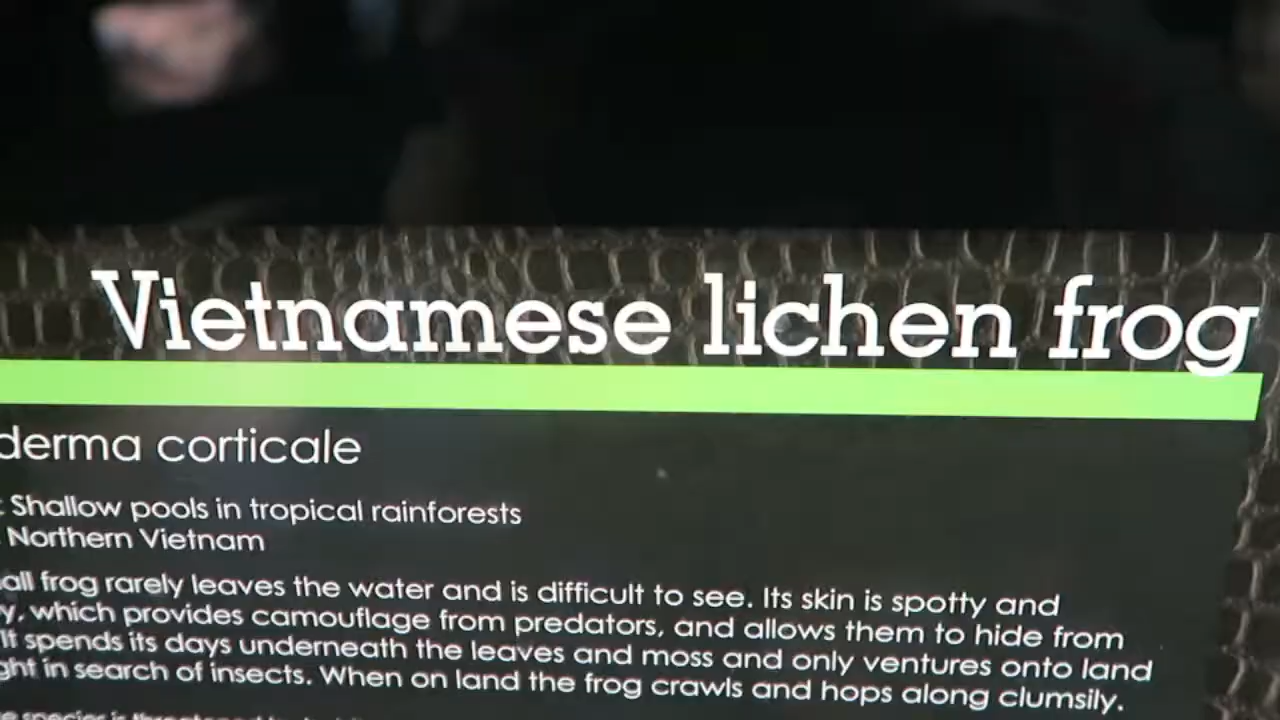 Vietnamese lichen frog
derma corticale
: Shallow pools in tropical rainforests
Northern Vietnam
all frog rarely leaves the water and is difficult to see. Its skin is spotty and
y, which provides camouflage from predators, and allows them to hide from
It spends its days underneath the leaves and moss and only ventures onto land
ght in search of insects. When on land the frog crawls and hops along clumsily.
species is threatened